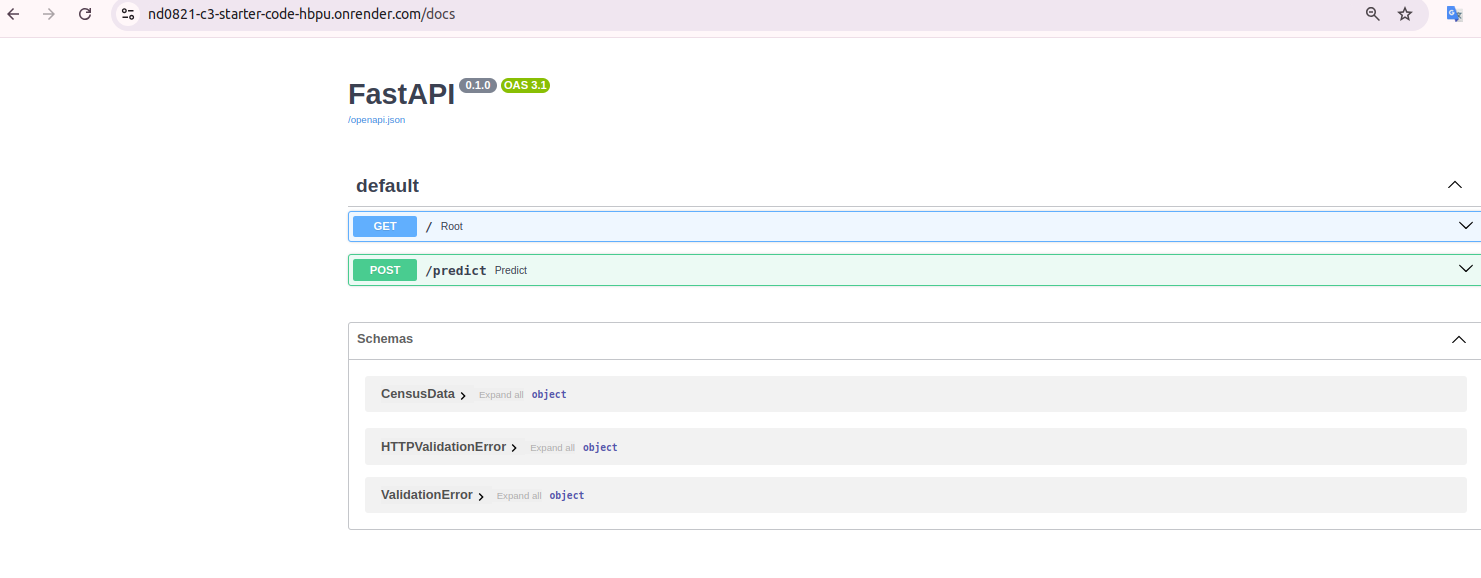 nd0821-c3-starter-code-hbpu.onrender.com/docs
FastAPI 0.1.0 OAS 3.1
/openapi.json
default
GET / Root
POST /predict Predict
Schemas
CensusData Expand all object
HTTPValidationError Expand all object
ValidationError Expand all object